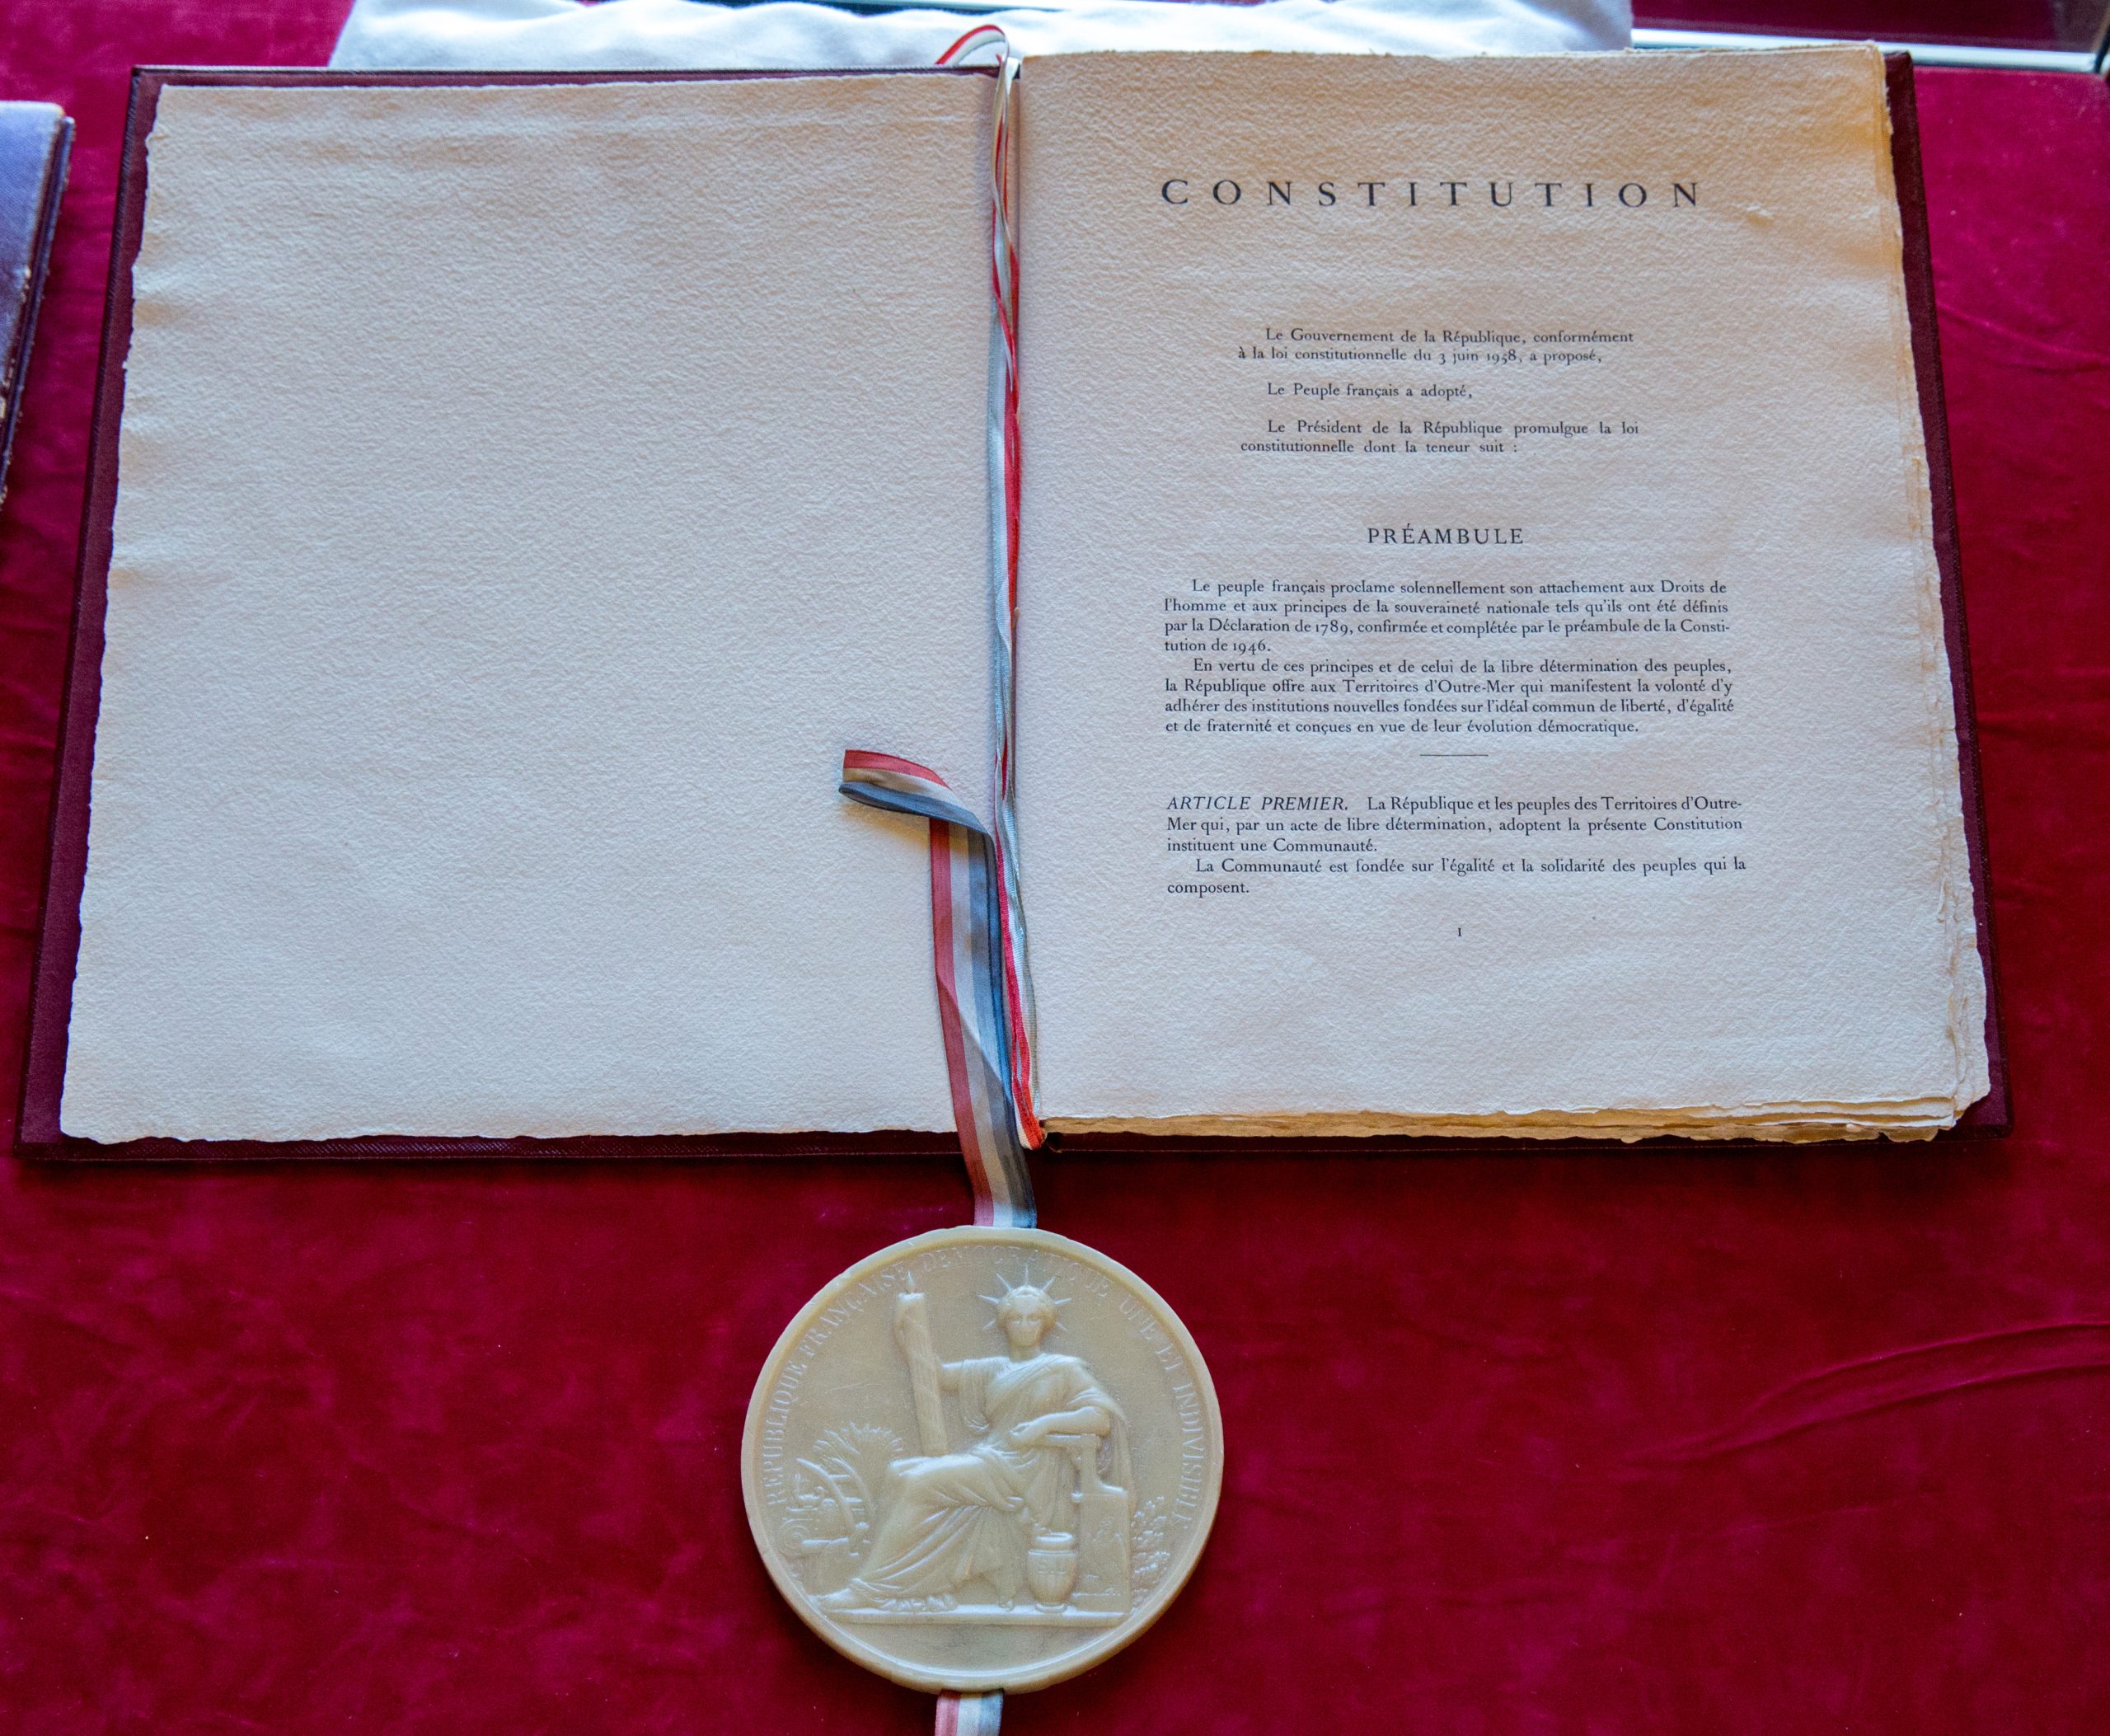 CONSTITUTION
Le Gouvernement de la République, conformément
à la loi constitutionnelle du 3 juin 1958, a proposé,
Le Peuple français a adopté,
Le Président de la République promulgue la loi
constitutionnelle dont la teneur suit :
PRÉAMBULE
Le peuple français proclame solennellement son attachement aux Droits de
l'homme et aux principes de la souveraineté nationale tels qu'ils ont été définis
par la Déclaration de 1789, confirmée et complétée par le préambule de la Consti-
tution de 1946.
En vertu de ces principes et de celui de la libre détermination des peuples,
la République offre aux Territoires d'Outre-Mer qui manifestent la volonté d'y
adhérer des institutions nouvelles fondées sur l'idéal commun de liberté, d'égalité
et de fraternité et conçues en vue de leur évolution démocratique.
ARTICLE PREMIER. La République et les peuples des Territoires d'Outre-
Mer qui, par un acte de libre détermination, adoptent la présente Constitution
instituent une Communauté.
La Communauté est fondée sur l'égalité et la solidarité des peuples qui la
composent.
1
REPUBLIQUE FRANÇAISE DEMOCRATIQUE UNE ET INDIVISIBLE